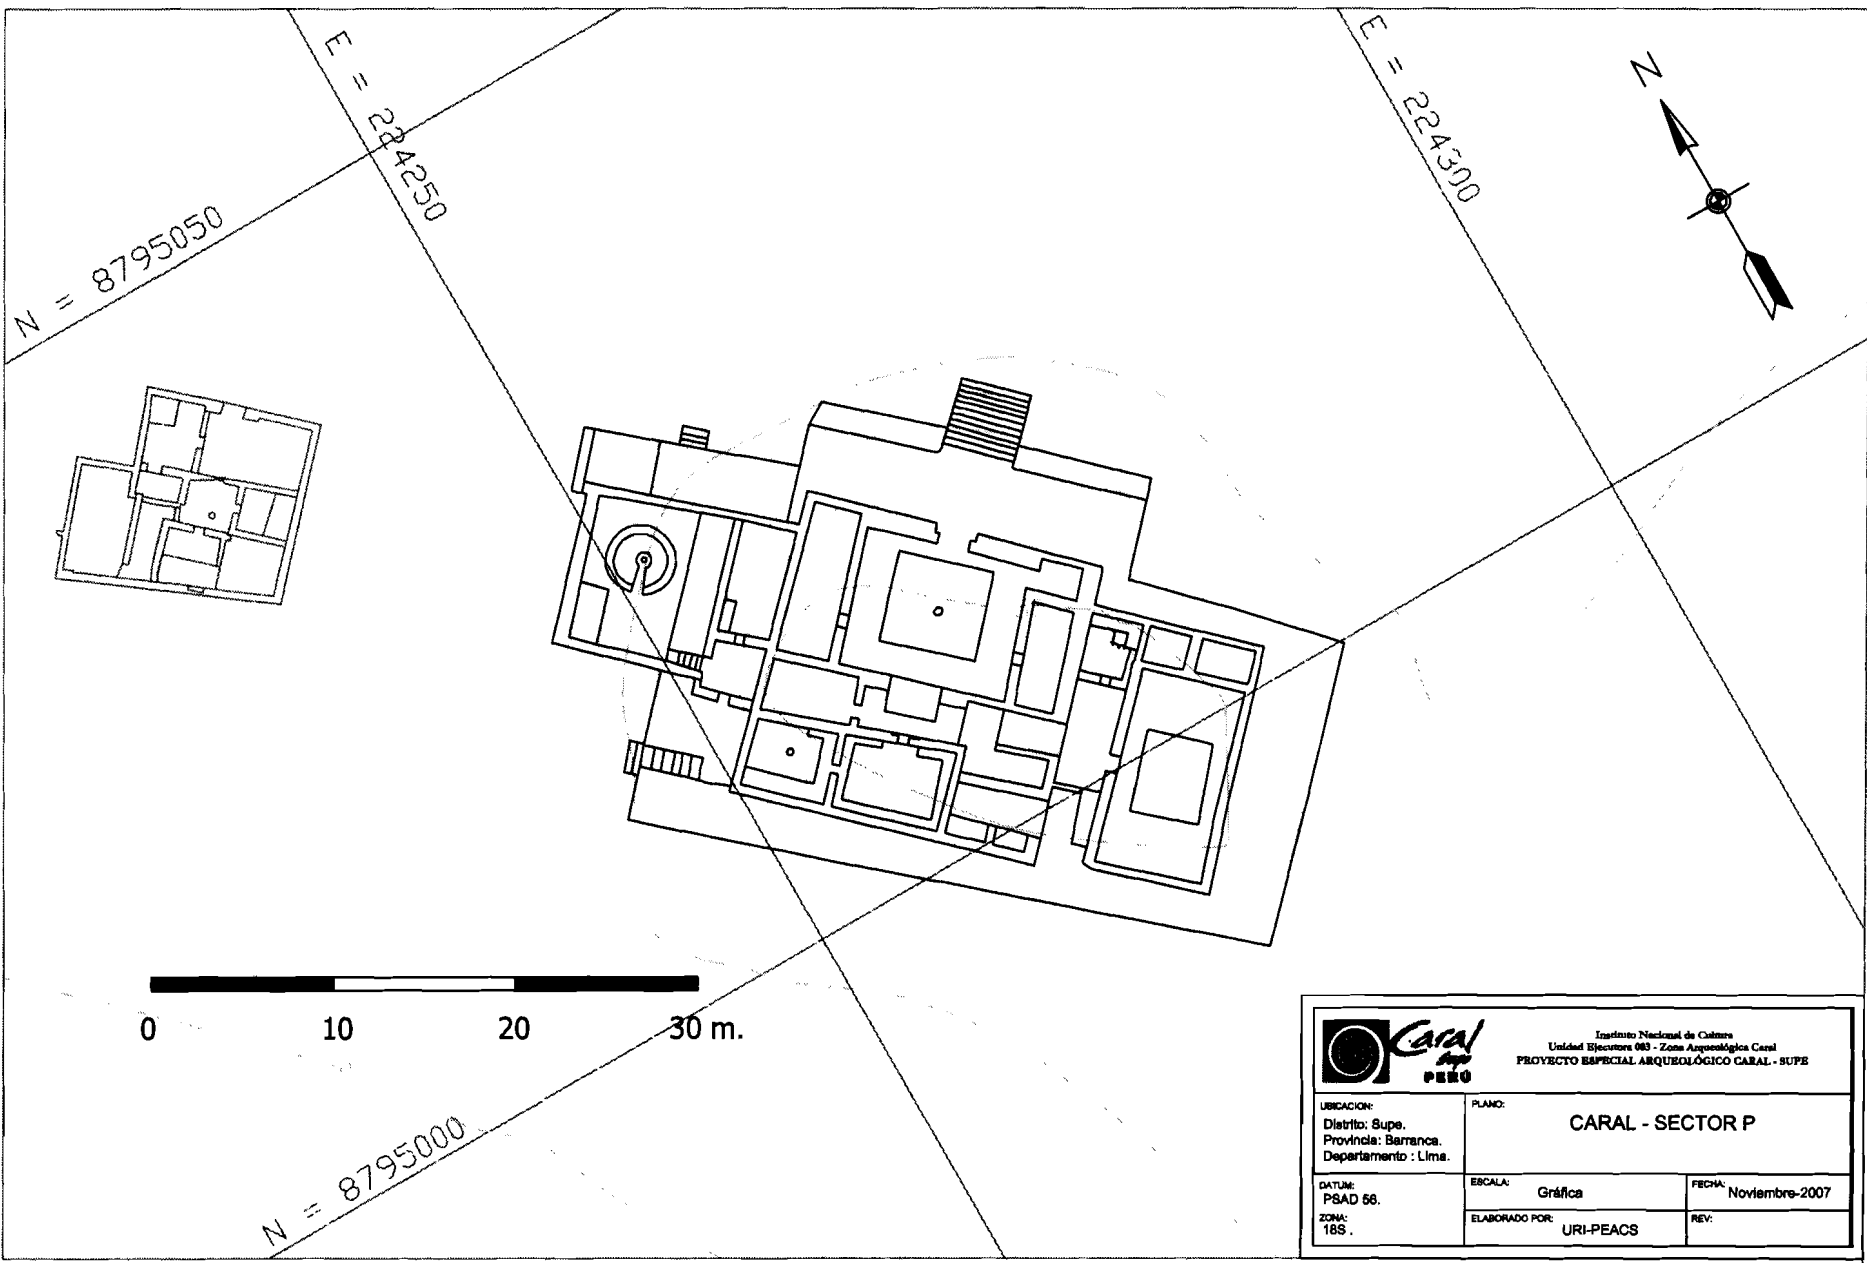 E = 224250
E = 224300
N
N = 8795050
0 10 20 30 m.
N = 8795000
Caral
Supe
PERÚ
Instituto Nacional de Cultura
Unidad Ejecutora 003 - Zona Arqueológica Caral
PROYECTO ESPECIAL ARQUEOLÓGICO CARAL - SUPE
UBICACION:
Distrito: Supe.
Provincia: Barranca.
Departamento : Lima.
PLANO:
CARAL - SECTOR P
DATUM:
PSAD 56.
ZONA:
18S .
ESCALA:
Gráfica
FECHA:
Noviembre-2007
ELABORADO POR:
URI-PEACS
REV: